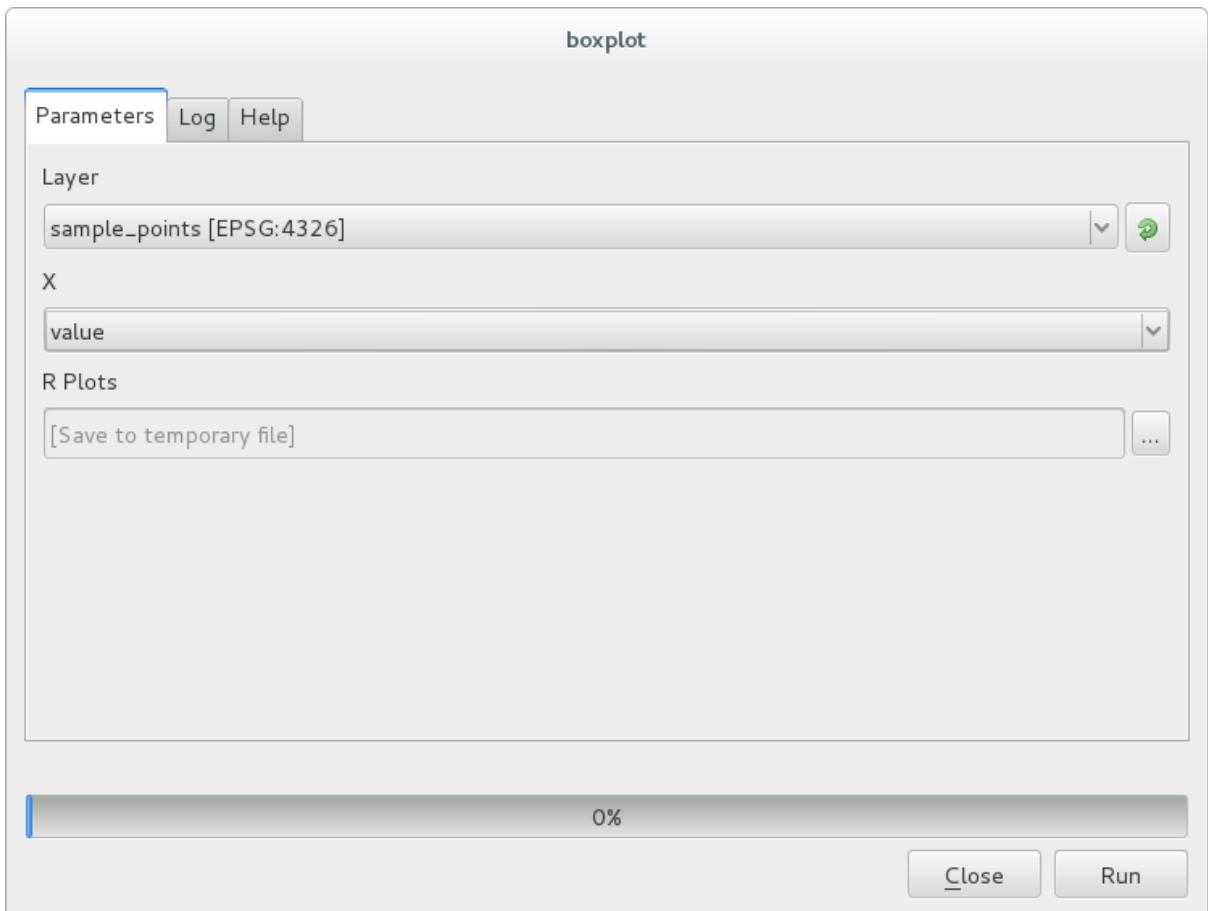 boxplot
Parameters Log Help
Layer
sample_points [EPSG:4326]
X
value
R Plots
[Save to temporary file] ...
0%
Close Run